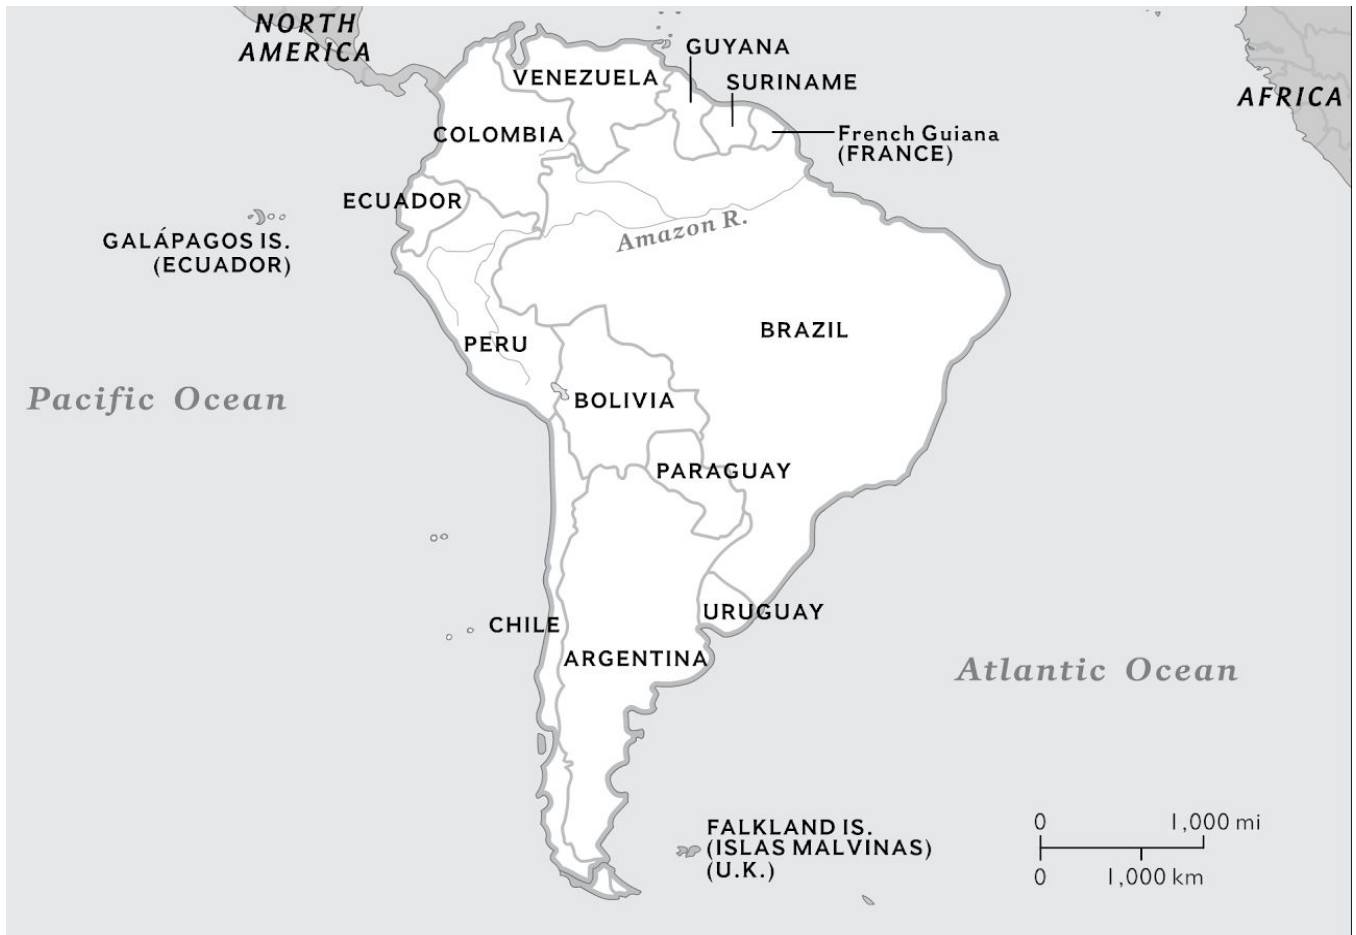 NORTH
AMERICA
GUYANA
VENEZUELA
SURINAME
AFRICA
COLOMBIA
French Guiana
(FRANCE)
ECUADOR
GALÁPAGOS IS.
(ECUADOR)
Amazon R.
BRAZIL
PERU
Pacific Ocean
BOLIVIA
PARAGUAY
URUGUAY
CHILE
ARGENTINA
Atlantic Ocean
FALKLAND IS.
(ISLAS MALVINAS)
(U.K.)
0 1,000 mi
0 1,000 km